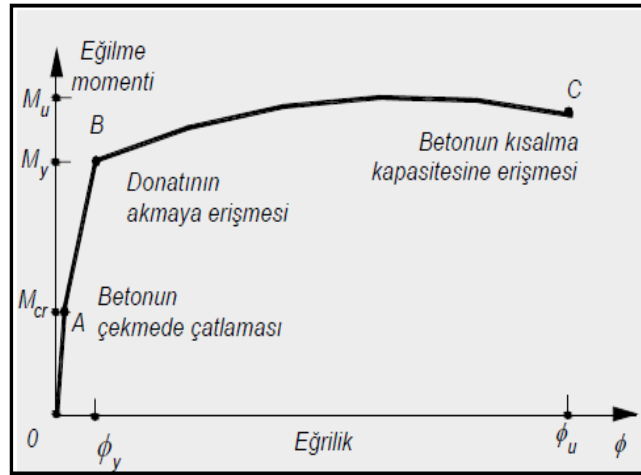 Eğilme
momenti
M_u
C
B
Betonun kısalma
kapasitesine erişmesi
M_y
Donatının
akmaya erişmesi
M_cr
A
Betonun
çekmede çatlaması
0
ϕ_y
Eğrilik
ϕ_u
ϕ